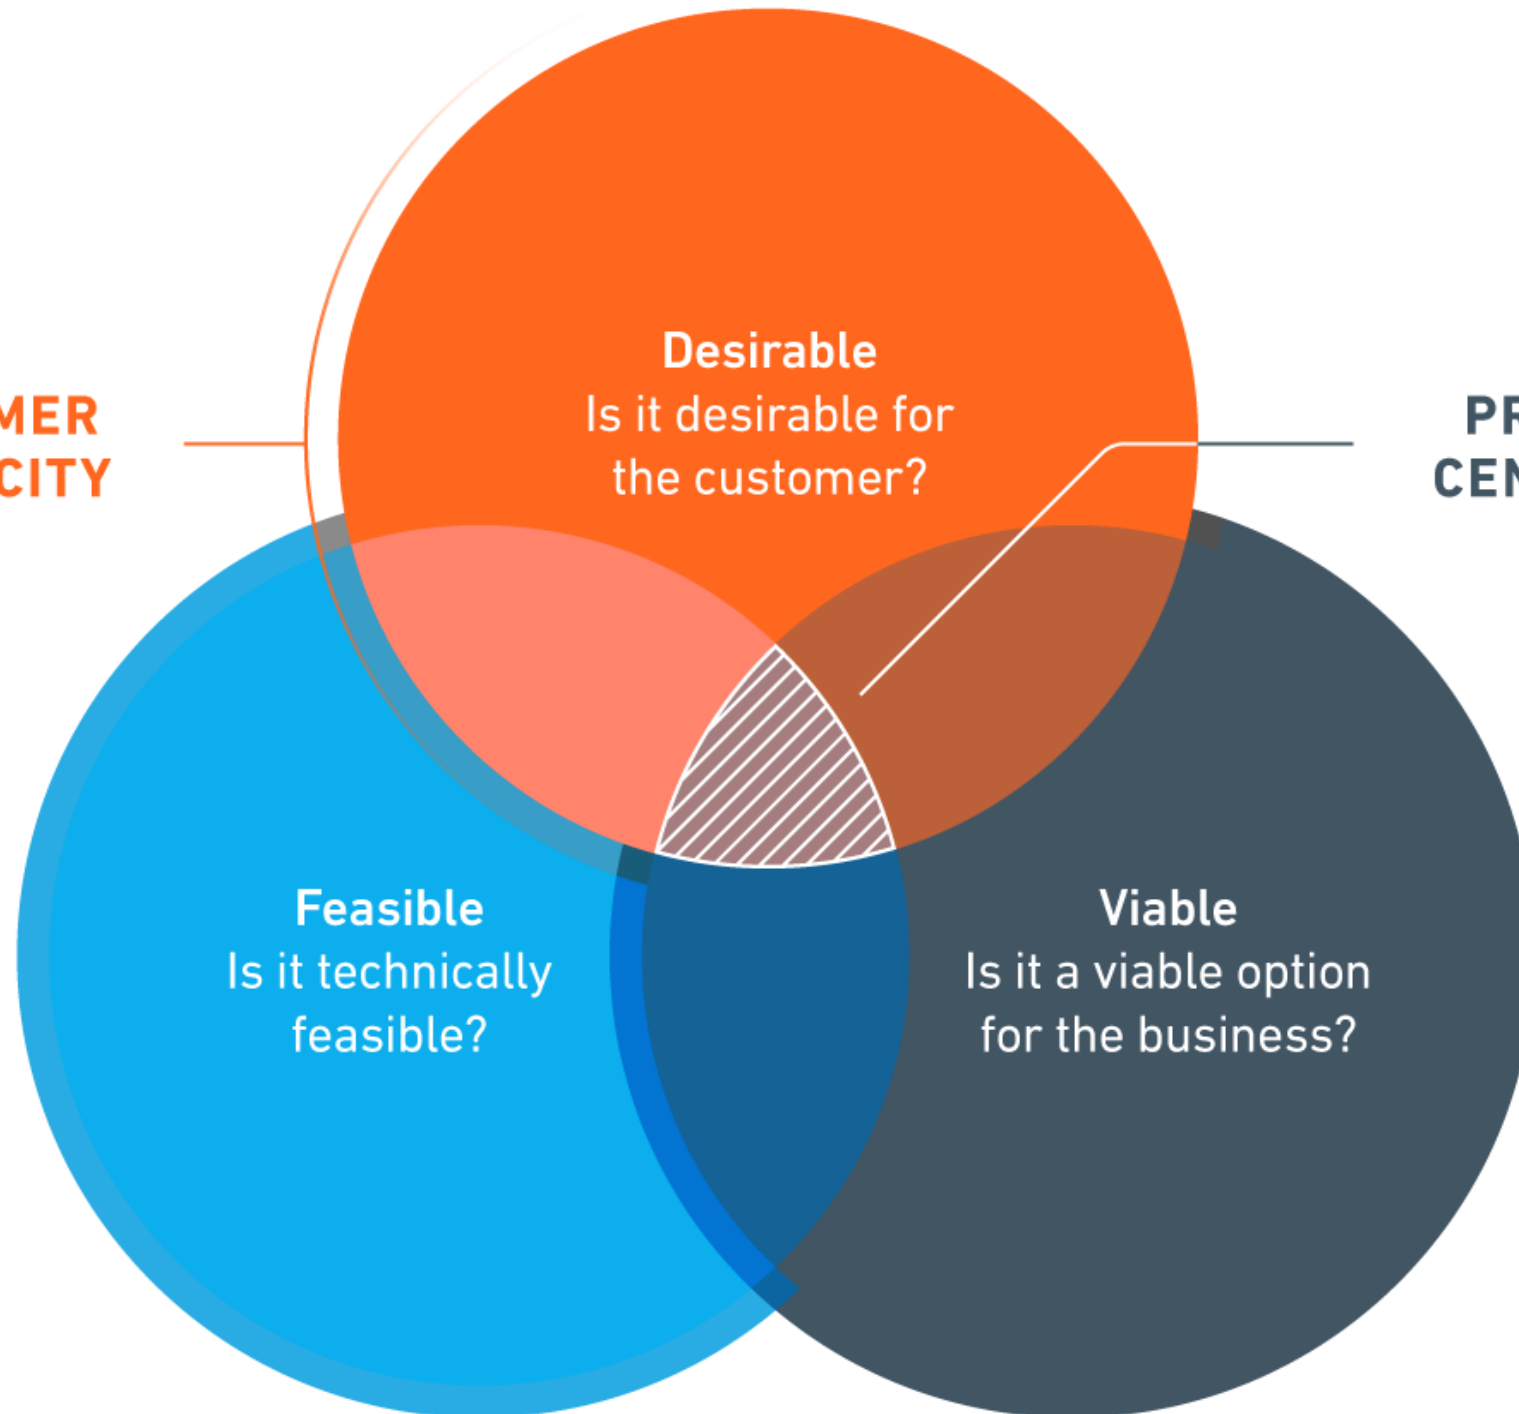 Desirable
Is it desirable for
the customer?
MER
CITY
PR
CEN
Feasible
Is it technically
feasible?
Viable
Is it a viable option
for the business?